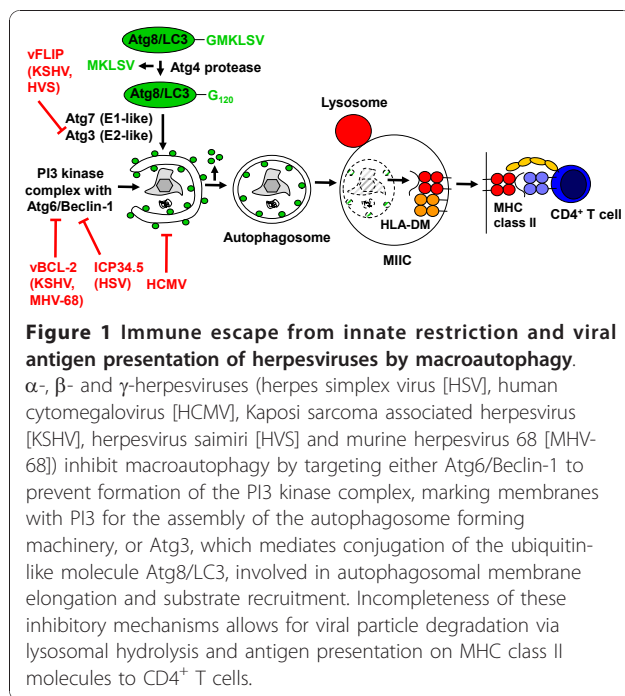 Atg8/LC3 GMKLSV
vFLIP
(KSHV,
HVS)
MKLSV Atg4 protease
Atg8/LC3 G₁₂₀
Lysosome
Atg7 (E1-like)
Atg3 (E2-like)
PI3 kinase
complex with
Atg6/Beclin-1
Autophagosome
HLA-DM
MIIC
MHC
class II
CD4⁺ T cell
vBCL-2
(KSHV,
MHV-68)
ICP34.5
(HSV)
HCMV
Figure 1 Immune escape from innate restriction and viral
antigen presentation of herpesviruses by macroautophagy.
α-, β- and γ-herpesviruses (herpes simplex virus [HSV], human
cytomegalovirus [HCMV], Kaposi sarcoma associated herpesvirus
[KSHV], herpesvirus saimiri [HVS] and murine herpesvirus 68 [MHV-
68]) inhibit macroautophagy by targeting either Atg6/Beclin-1 to
prevent formation of the PI3 kinase complex, marking membranes
with PI3 for the assembly of the autophagosome forming
machinery, or Atg3, which mediates conjugation of the ubiquitin-
like molecule Atg8/LC3, involved in autophagosomal membrane
elongation and substrate recruitment. Incompleteness of these
inhibitory mechanisms allows for viral particle degradation via
lysosomal hydrolysis and antigen presentation on MHC class II
molecules to CD4⁺ T cells.